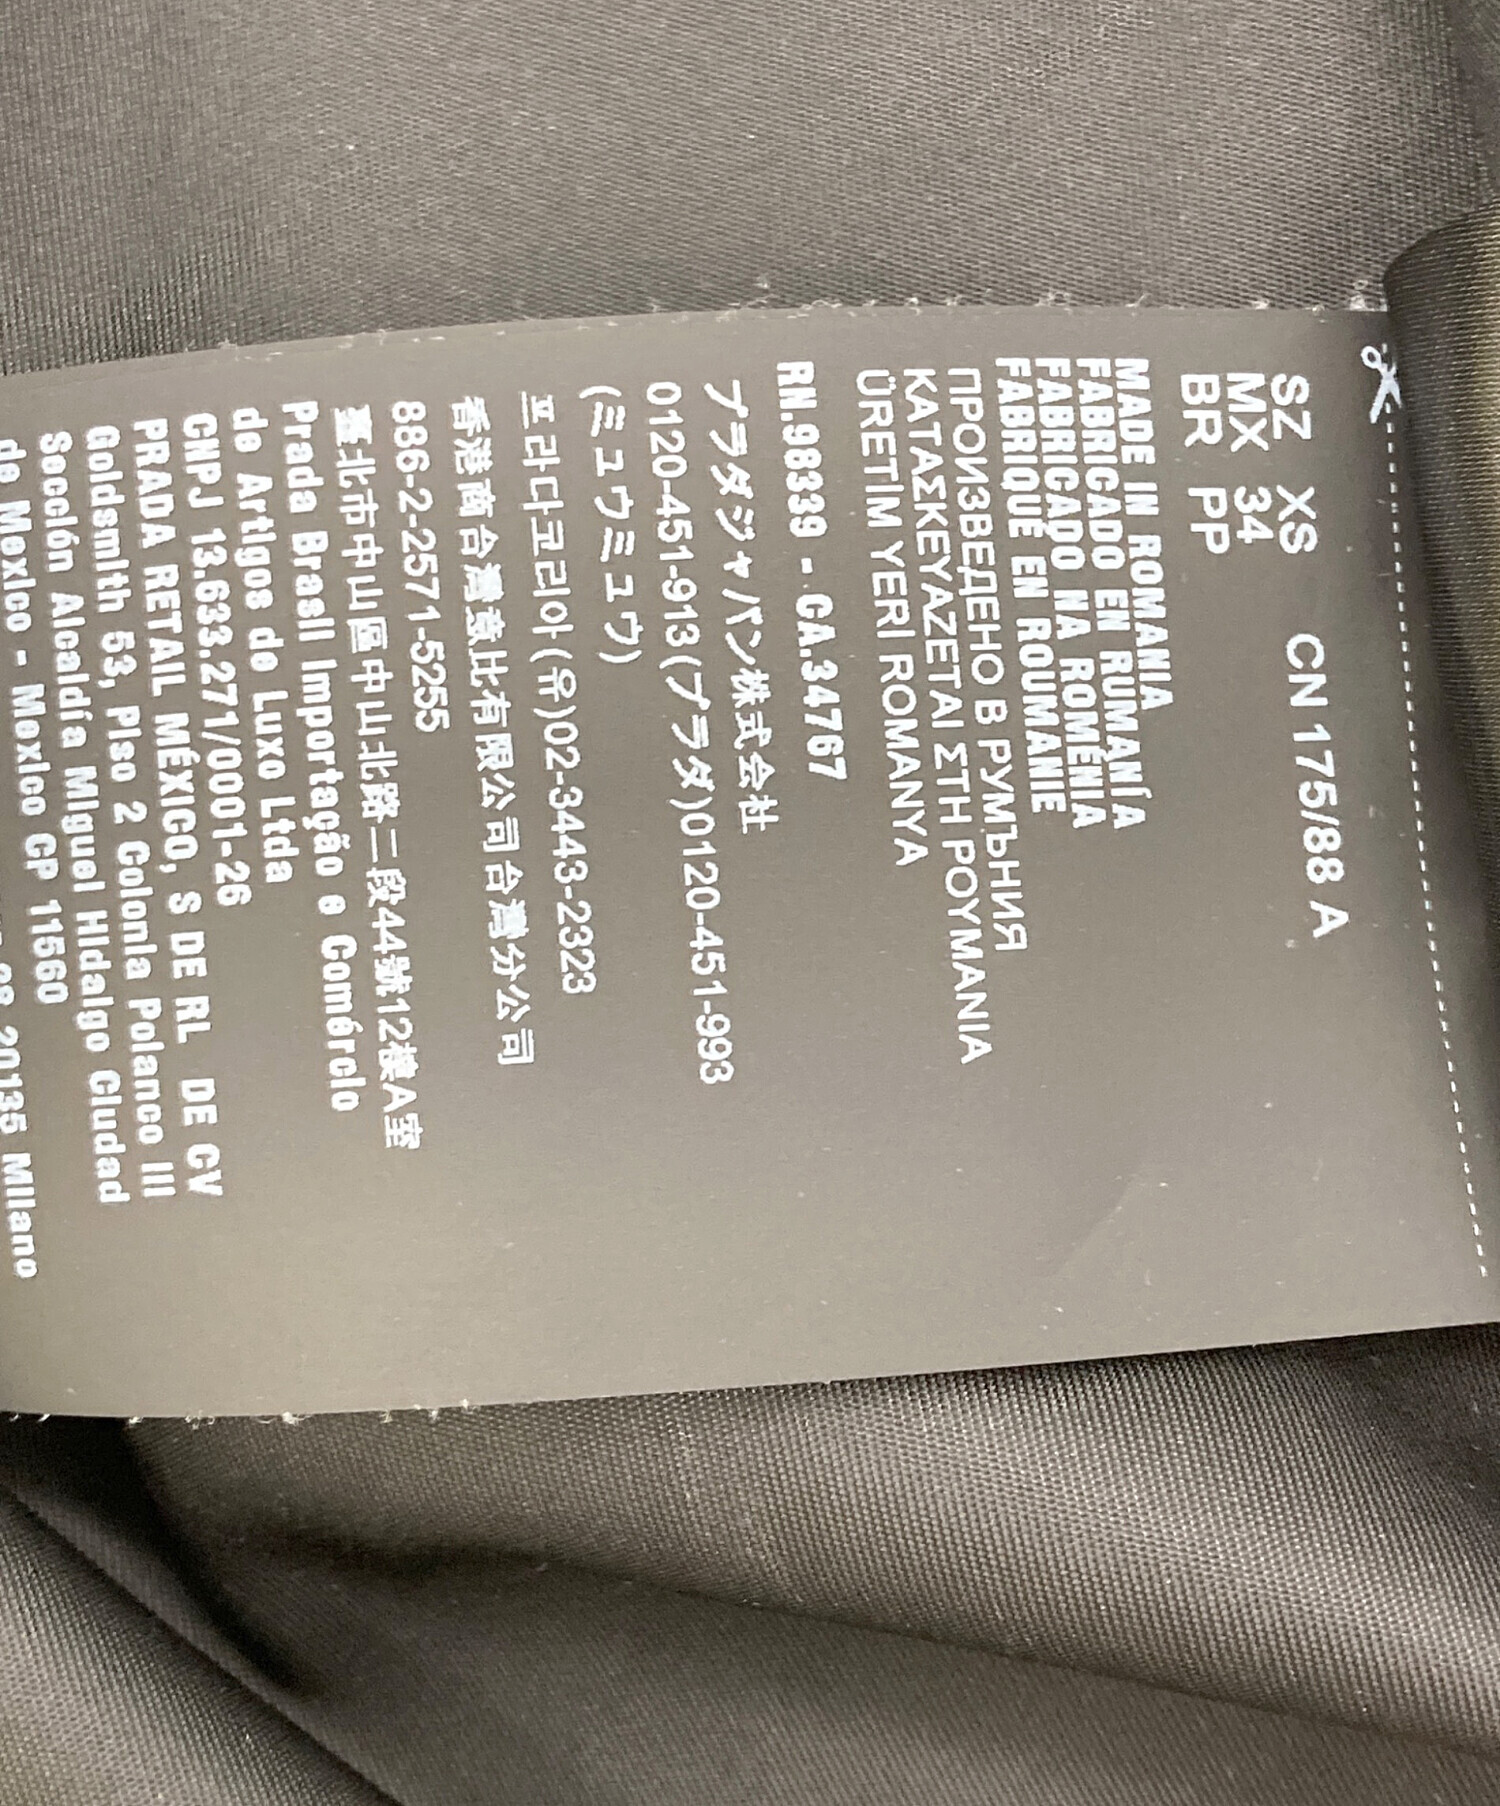 SZ XS CN 175/88 A
MX 34
BR PP
MADE IN ROMANIA
FABRICADO EN RUMANÍA
FABRICADO NA ROMÉNIA
FABRIQUÉ EN ROUMANIE
ПРОИЗВЕДЕНО В РУМЪНИЯ
ΚΑΤΑΣΚΕΥΑΖΕΤΑΙ ΣΤΗ ΡΟΥΜΑΝΙΑ
ÜRETİM YERİ ROMANYA
RN.98339 - CA.34767
プラダジャパン株式会社
0120-451-913(プラダ)0120-451-993
(ミュウミュウ)
프라다코리아(유)02-3443-2323
香港商台灣普比有限公司台灣分公司
886-2-2571-5255
臺北市中山區中山北路二段44號12樓A室
Prada Brasil Importação e Comércio
de Artigos de Luxo Ltda
CNPJ 13.633.271/0001-26
PRADA RETAIL MÉXICO, S DE RL DE CV
Goldsmith 53, Piso 2 Colonia Polanco III
Sección Alcaldía Miguel Hidalgo Ciudad
de Mexico - Mexico CP 11560
20135 Milano